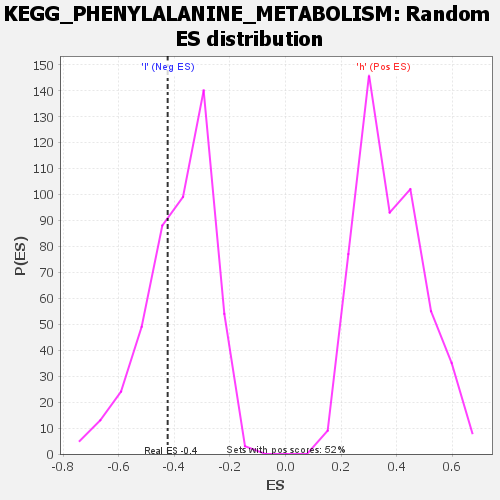 KEGG_PHENYLALANINE_METABOLISM: Random
ES distribution
'l' (Neg ES)
'h' (Pos ES)
150
140
130
120
110
100
90
80
70
60
50
40
30
20
10
0
P(ES)
Real ES -0.4
Sets with pos scores: 52%
-0.8 -0.6 -0.4 -0.2 0.0 0.2 0.4 0.6
ES